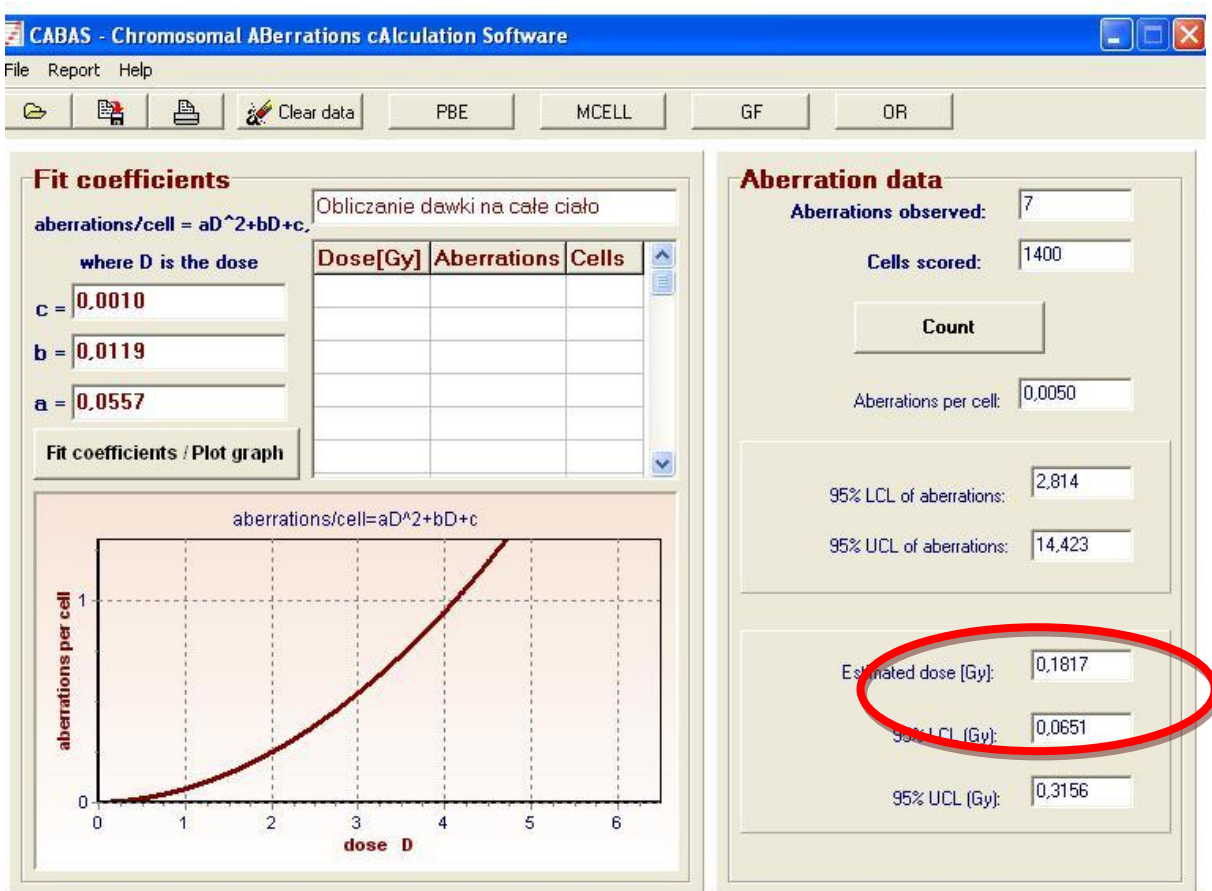 CABAS - Chromosomal ABerrations cAlculation Software
File Report Help
Clear data PBE MCELL GF OR
Fit coefficients
Obliczanie dawki na całe ciało
aberrations/cell = aD^2+bD+c,
where D is the dose
Dose[Gy] Aberrations Cells
c = 0,0010
b = 0,0119
a = 0,0557
Fit coefficients / Plot graph
aberrations/cell=aD^2+bD+c
aberrations per cell
1
0
0 1 2 3 4 5 6
dose D
Aberration data
Aberrations observed: 7
Cells scored: 1400
Count
Aberrations per cell: 0,0050
95% LCL of aberrations: 2,814
95% UCL of aberrations: 14,423
Estimated dose [Gy]: 0,1817
95% LCL (Gy): 0,0651
95% UCL (Gy): 0,3156